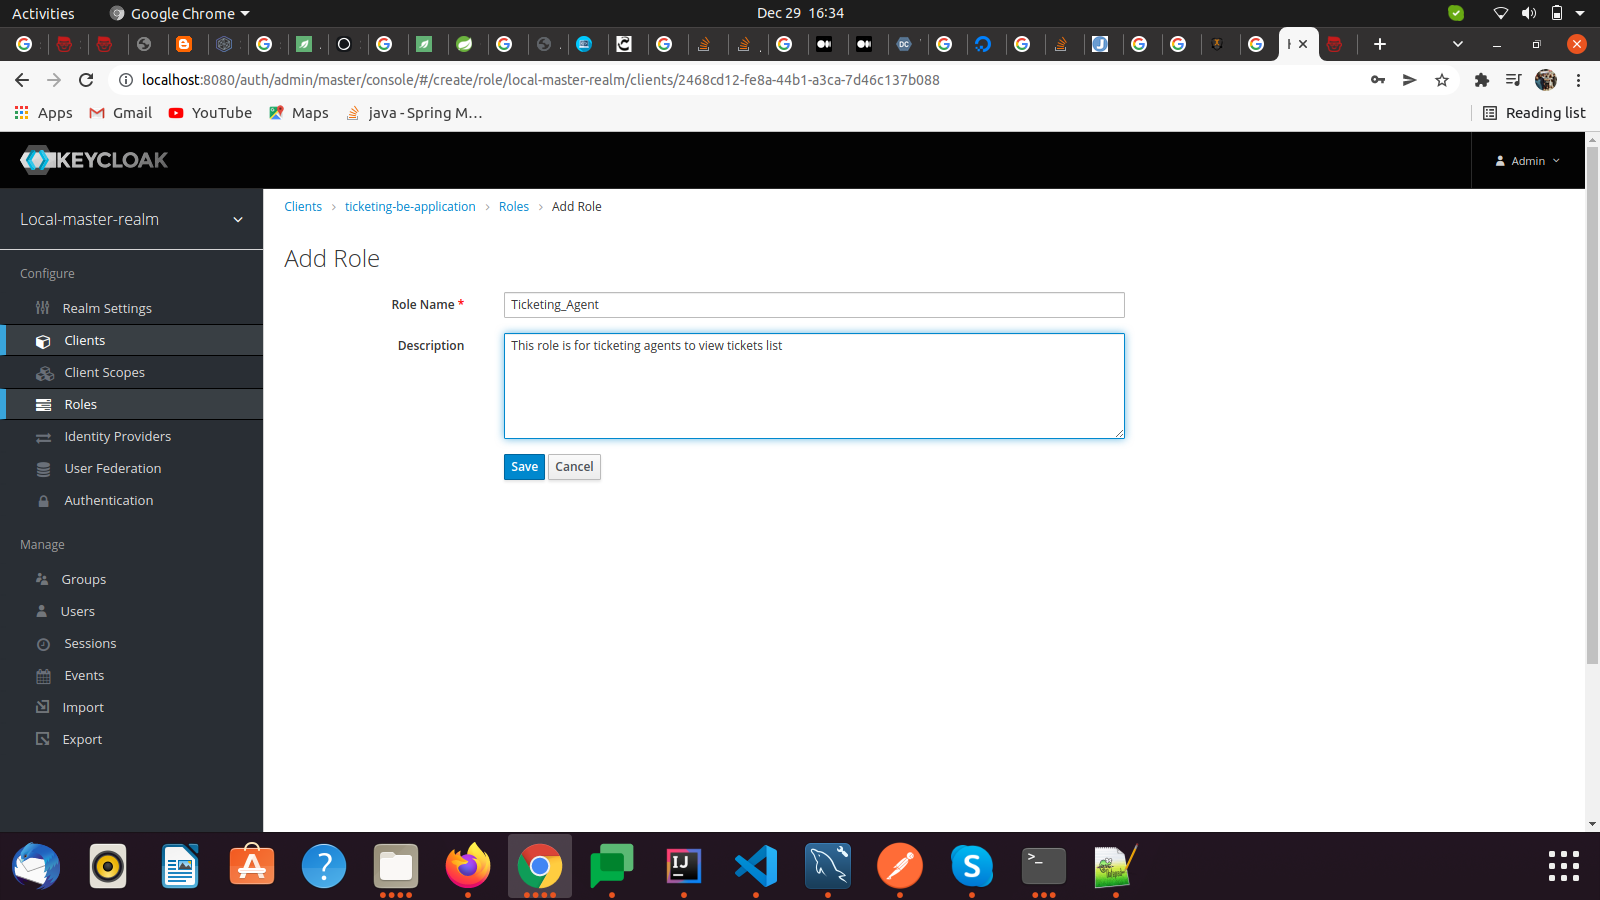 Activities
Google Chrome
Dec 29 16:34
localhost:8080/auth/admin/master/console/#/create/role/local-master-realm/clients/2468cd12-fe8a-44b1-a3ca-7d46c137b088
Apps
Gmail
YouTube
Maps
java - Spring M...
Reading list
KEYCLOAK
Admin
Local-master-realm
Clients
ticketing-be-application
Roles
Add Role
Add Role
Configure
Realm Settings
Clients
Client Scopes
Roles
Identity Providers
User Federation
Authentication
Manage
Groups
Users
Sessions
Events
Import
Export
Role Name *
Ticketing_Agent
Description
This role is for ticketing agents to view tickets list
Save
Cancel